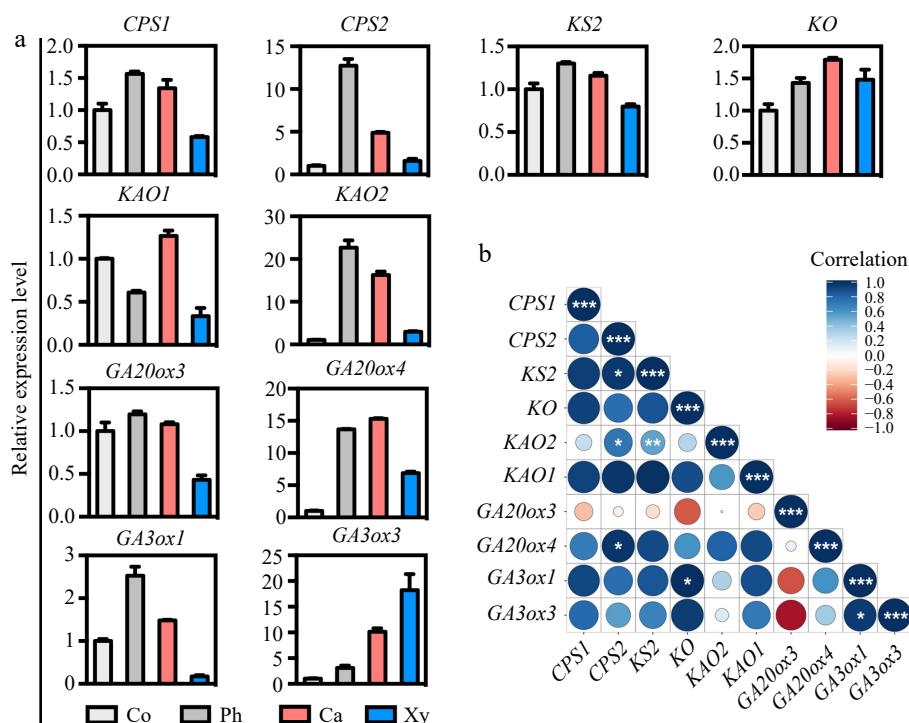 a
CPS1
CPS2
KS2
KO
2.0
1.5
1.0
0.5
0.0
15
10
5
0
1.5
1.0
0.5
0.0
2.0
1.5
1.0
0.5
0.0
Relative expression level
KAO1
KAO2
1.5
1.0
0.5
0.0
30
20
10
0
GA20ox3
GA20ox4
1.5
1.0
0.5
0.0
15
10
25
0
GA3ox1
GA3ox3
3
2
1
0
25
20
15
10
25
0
Co Ph Ca Xy
b
Correlation
1.0
0.8
0.6
0.4
0.2
0.0
−0.2
−0.4
−0.6
−0.8
−1.0
CPS1 ***
CPS2 ***
KS2 * ***
KO ***
KAO2 * ** ***
KAO1 ***
GA20ox3 ***
GA20ox4 * ***
GA3ox1 * ***
GA3ox3 * ***
CPS1 CPS2 KS2 KO KAO2 KAO1 GA20ox3 GA20ox4 GA3ox1 GA3ox3